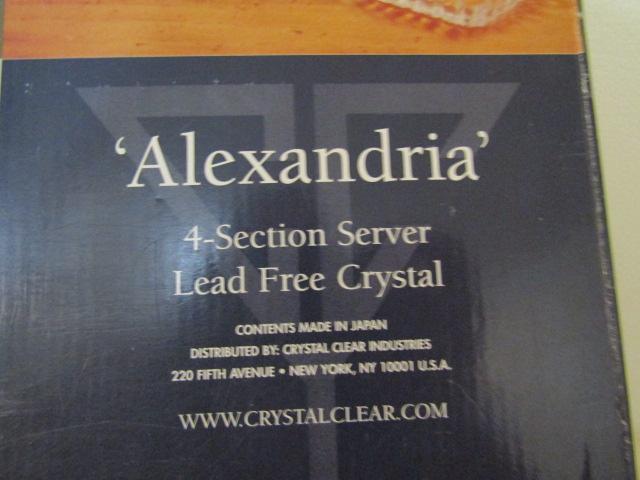 ‘Alexandria’
4-Section Server
Lead Free Crystal
CONTENTS MADE IN JAPAN
DISTRIBUTED BY: CRYSTAL CLEAR INDUSTRIES
220 FIFTH AVENUE • NEW YORK, NY 10001 U.S.A.
WWW.CRYSTALCLEAR.COM